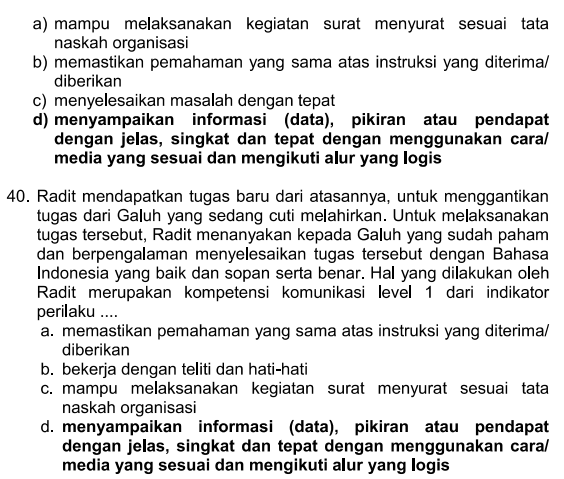 a) mampu melaksanakan kegiatan surat menyurat sesuai tata
naskah organisasi
b) memastikan pemahaman yang sama atas instruksi yang diterima/
diberikan
c) menyelesaikan masalah dengan tepat
d) menyampaikan informasi (data), pikiran atau pendapat
dengan jelas, singkat dan tepat dengan menggunakan cara/
media yang sesuai dan mengikuti alur yang logis
40. Radit mendapatkan tugas baru dari atasannya, untuk menggantikan
tugas dari Galuh yang sedang cuti melahirkan. Untuk melaksanakan
tugas tersebut, Radit menanyakan kepada Galuh yang sudah paham
dan berpengalaman menyelesaikan tugas tersebut dengan Bahasa
Indonesia yang baik dan sopan serta benar. Hal yang dilakukan oleh
Radit merupakan kompetensi komunikasi level 1 dari indikator
perilaku ....
a. memastikan pemahaman yang sama atas instruksi yang diterima/
diberikan
b. bekerja dengan teliti dan hati-hati
c. mampu melaksanakan kegiatan surat menyurat sesuai tata
naskah organisasi
d. menyampaikan informasi (data), pikiran atau pendapat
dengan jelas, singkat dan tepat dengan menggunakan cara/
media yang sesuai dan mengikuti alur yang logis